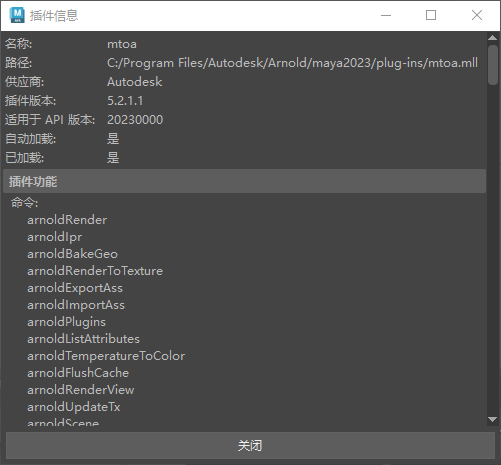 插件信息
名称: mtoa
路径: C:/Program Files/Autodesk/Arnold/maya2023/plug-ins/mtoa.mll
供应商: Autodesk
插件版本: 5.2.1.1
适用于 API 版本: 20230000
自动加载: 是
已加载: 是
插件功能
命令:
arnoldRender
arnoldIpr
arnoldBakeGeo
arnoldRenderToTexture
arnoldExportAss
arnoldImportAss
arnoldPlugins
arnoldListAttributes
arnoldTemperatureToColor
arnoldFlushCache
arnoldRenderView
arnoldUpdateTx
arnoldScene
关闭